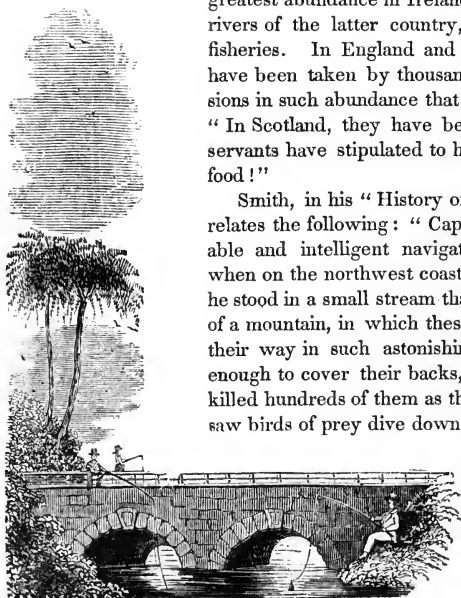 greatest abundance in Ireland
rivers of the latter country,
fisheries. In England and
have been taken by thousan
sions in such abundance that
“ In Scotland, they have be
servants have stipulated to h
food !”
Smith, in his “ History o
relates the following : “ Cap
able and intelligent navigat
when on the northwest coast
he stood in a small stream tha
of a mountain, in which thes
their way in such astonishin
enough to cover their backs,
killed hundreds of them as th
saw birds of prey dive down